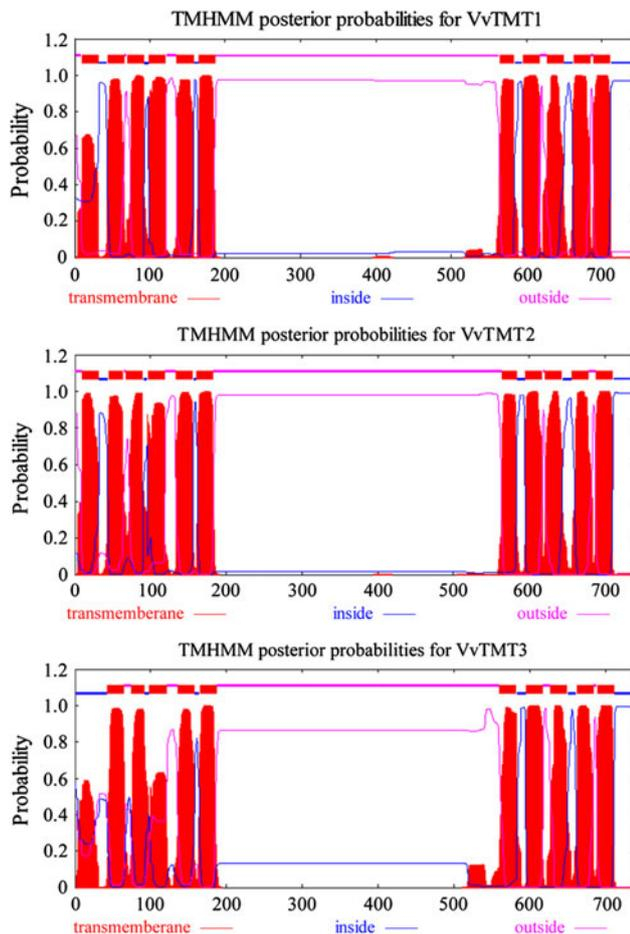 TMHMM posterior probabilities for VvTMT1
1.2
1.0
0.8
0.6
0.4
0.2
0
Probability
0 100 200 300 400 500 600 700
transmembrane inside outside
TMHMM posterior probobilities for VvTMT2
1.2
1.0
0.8
0.6
0.4
0.2
0
Probability
0 100 200 300 400 500 600 700
transmemberane inside outside
TMHMM posterior probabilities for VvTMT3
1.2
1.0
0.8
0.6
0.4
0.2
0
Probability
0 100 200 300 400 500 600 700
transmemberane inside outside